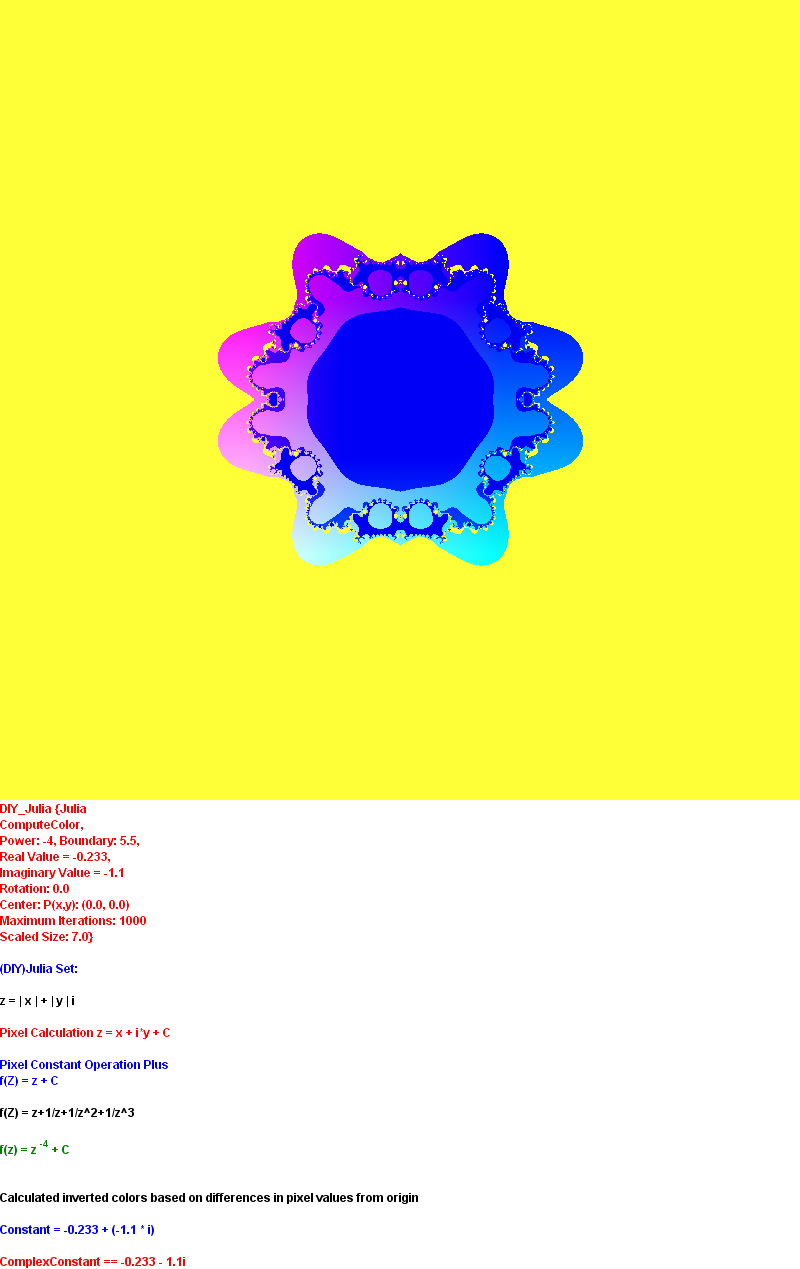 DIY_Julia {Julia
ComputeColor,
Power: -4, Boundary: 5.5,
Real Value = -0.233,
Imaginary Value = -1.1
Rotation: 0.0
Center: P(x,y): (0.0, 0.0)
Maximum Iterations: 1000
Scaled Size: 7.0}
(DIY)Julia Set:
z = | x | + | y | i
Pixel Calculation z = x + i*y + C
Pixel Constant Operation Plus
f(Z) = z + C
f(Z) = z+1/z+1/z^2+1/z^3
f(z) = z -4 + C
Calculated inverted colors based on differences in pixel values from origin
Constant = -0.233 + (-1.1 * i)
ComplexConstant == -0.233 - 1.1i